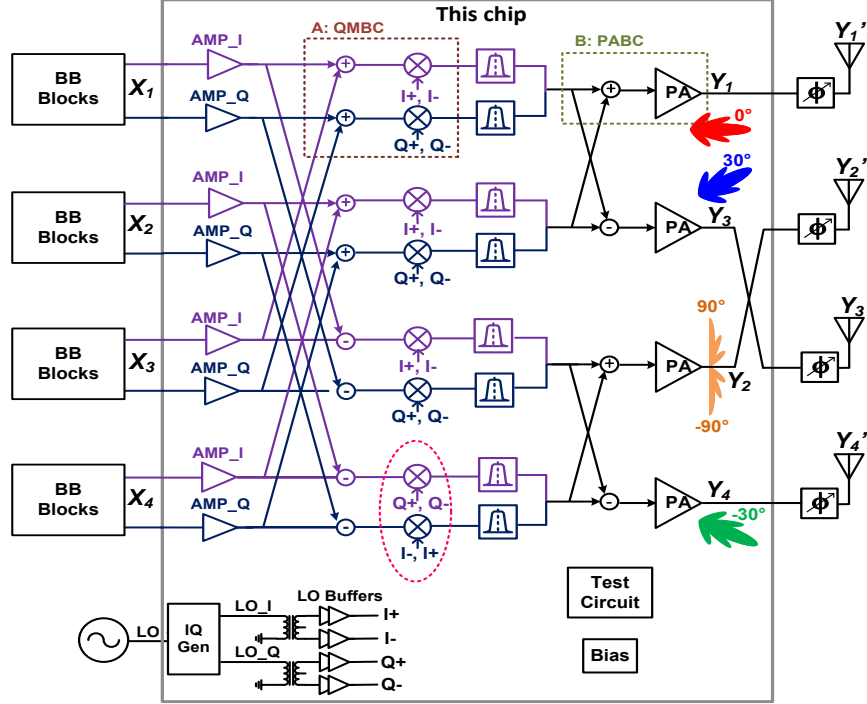 This chip
A: QMBC
B: PABC
BB
Blocks
X1
AMP_I
AMP_Q
+
+
I+, I-
Q+, Q-
+
PA
Y1
0°
ϕ
Y1’
BB
Blocks
X2
AMP_I
AMP_Q
+
+
I+, I-
Q+, Q-
-
PA
Y3
30°
ϕ
Y2’
BB
Blocks
X3
AMP_I
AMP_Q
-
-
I+, I-
Q+, Q-
+
PA
Y2
90°
-90°
ϕ
Y3
BB
Blocks
X4
AMP_I
AMP_Q
-
-
Q+, Q-
I-, I+
-
PA
Y4
-30°
ϕ
Y4’
LO
IQ
Gen
LO_I
LO_Q
LO Buffers
I+
I-
Q+
Q-
Test
Circuit
Bias